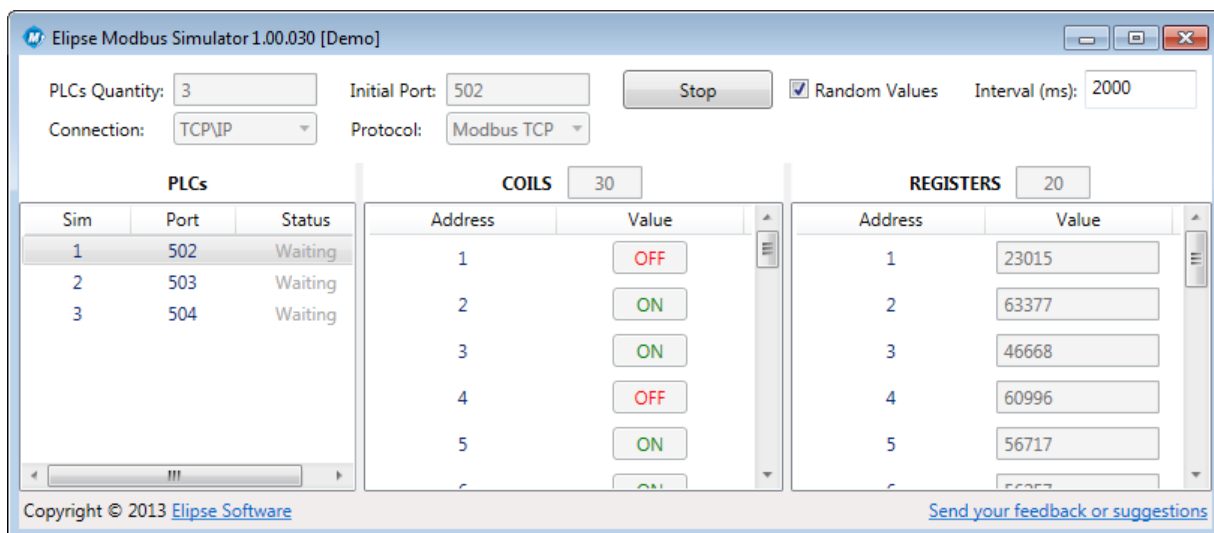 Elipse Modbus Simulator 1.00.030 [Demo]
PLCs Quantity: 3 Initial Port: 502 Stop Random Values Interval (ms): 2000
Connection: TCP\IP Protocol: Modbus TCP
PLCs COILS 30 REGISTERS 20
Sim Port Status Address Value Address Value
1 502 Waiting 1 OFF 1 23015
2 503 Waiting 2 ON 2 63377
3 504 Waiting 3 ON 3 46668
4 OFF 4 60996
5 ON 5 56717
Copyright © 2013 Elipse Software Send your feedback or suggestions